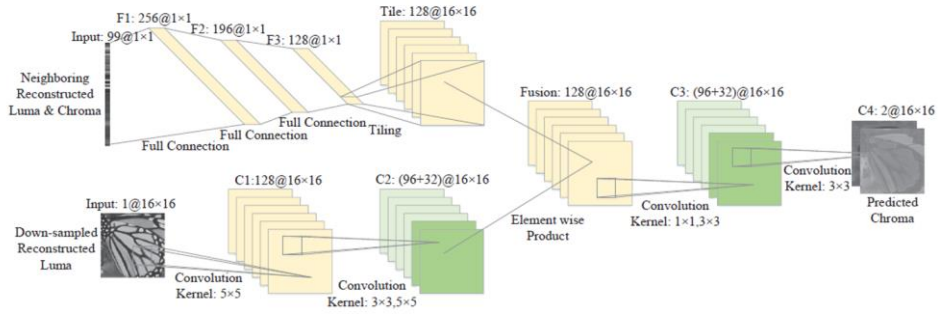 F1: 256@1×1
F2: 196@1×1
F3: 128@1×1
Tile: 128@16×16
Input: 99@1×1
Neighboring
Reconstructed
Luma & Chroma
Full Connection
Full Connection
Full Connection
Tiling
Fusion: 128@16×16
C3: (96+32)@16×16
C4: 2@16×16
Convolution
Kernel: 3×3
Predicted
Chroma
Convolution
Kernel: 1×1,3×3
Element wise
Product
C1:128@16×16
C2: (96+32)@16×16
Input: 1@16×16
Down-sampled
Reconstructed
Luma
Convolution
Kernel: 5×5
Convolution
Kernel: 3×3,5×5